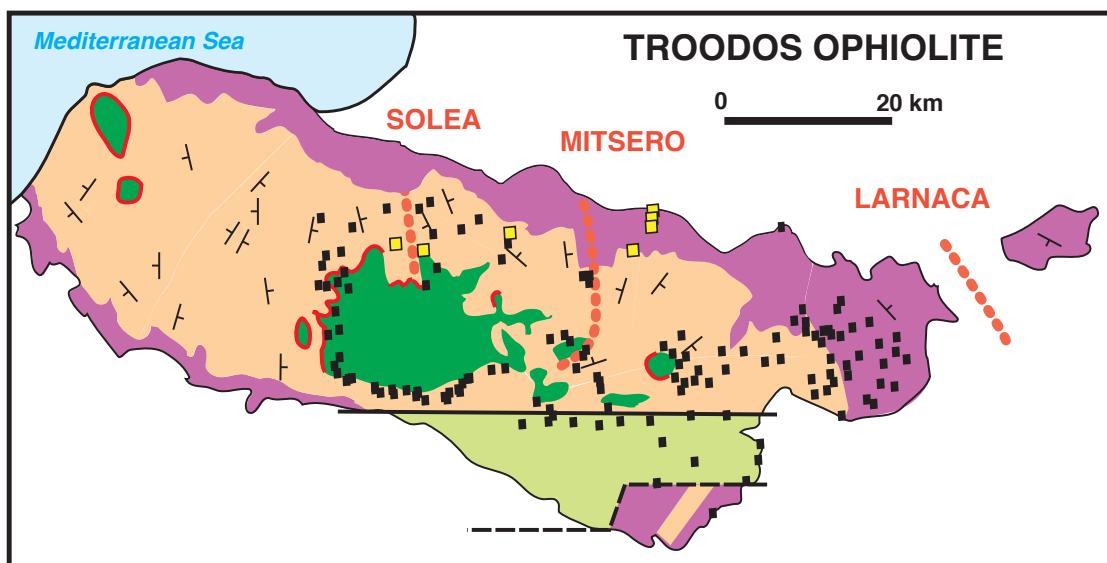 Mediterranean Sea
TROODOS OPHIOLITE
0 20 km
SOLEA
MITSERO
LARNACA